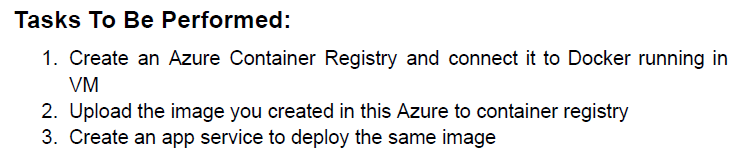 Tasks To Be Performed:
1. Create an Azure Container Registry and connect it to Docker running in
VM
2. Upload the image you created in this Azure to container registry
3. Create an app service to deploy the same image